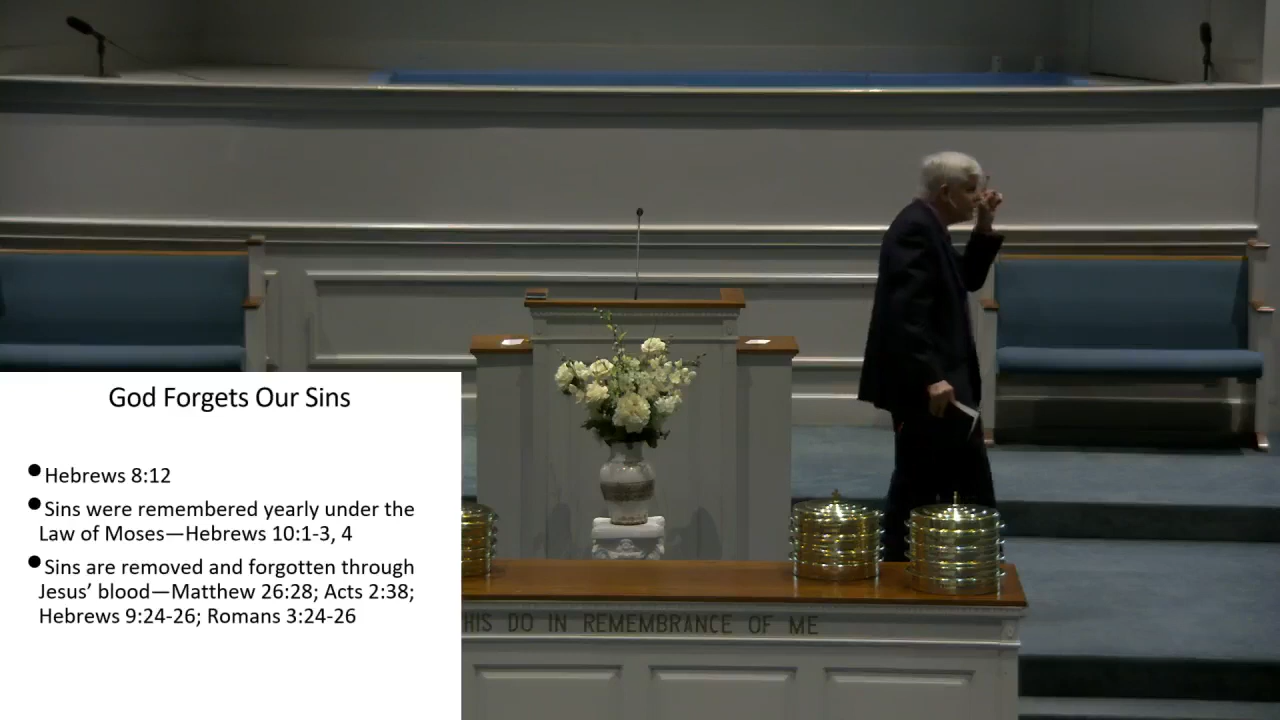 God Forgets Our Sins
●Hebrews 8:12
●Sins were remembered yearly under the
Law of Moses—Hebrews 10:1-3, 4
●Sins are removed and forgotten through
Jesus’ blood—Matthew 26:28; Acts 2:38;
Hebrews 9:24-26; Romans 3:24-26
HIS DO IN REMEMBRANCE OF ME